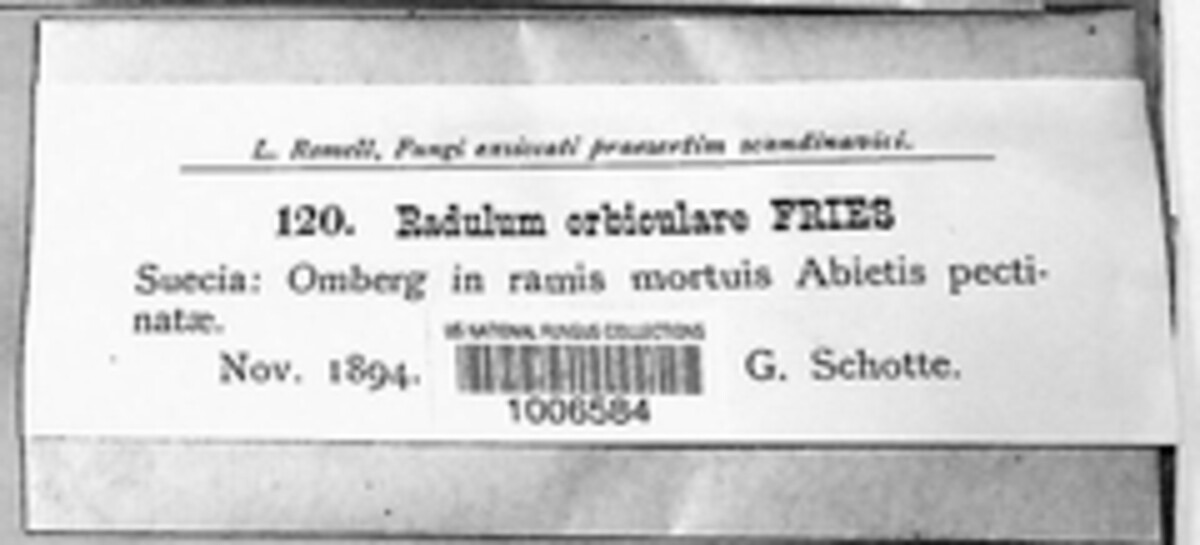 L. Romell, Fungi exsiccati praesertim scandinavici.
120. Radulum orbiculare FRIES
Suecia: Omberg in ramis mortuis Abietis pecti-
natæ.
US NATIONAL FUNGUS COLLECTIONS
Nov. 1894.
G. Schotte.
1006584